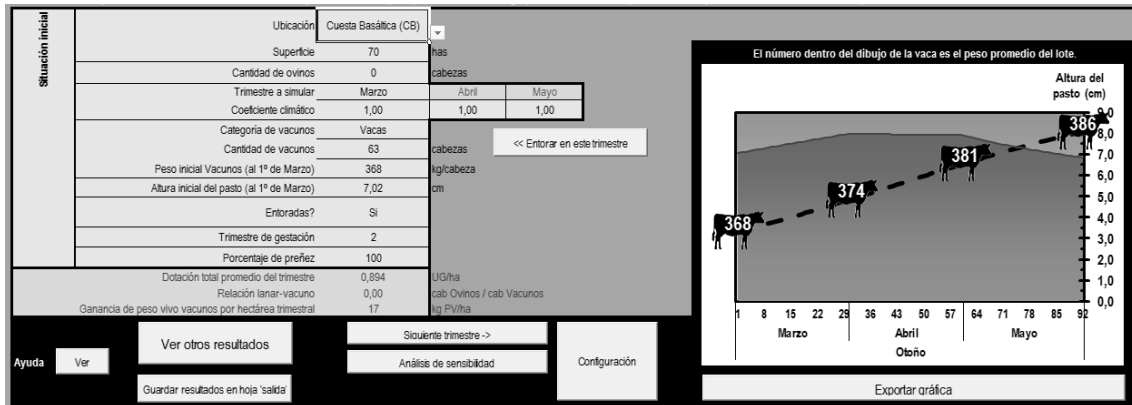 Situación inicial
Ubicación Cuesta Basáltica (CB)
Superficie 70 has
Cantidad de ovinos 0 cabezas
Trimestre a simular Marzo Abril Mayo
Coeficiente climático 1,00 1,00 1,00
Categoría de vacunos Vacas
Cantidad de vacunos 63 cabezas
<< Entorar en este trimestre
Peso inicial Vacunos (al 1º de Marzo) 368 kg/cabeza
Altura inicial del pasto (al 1º de Marzo) 7,02 cm
Entoradas? Si
Trimestre de gestación 2
Porcentaje de preñez 100
Dotación total promedio del trimestre 0,894 UG/ha
Relación lanar-vacuno 0,00 cab Ovinos / cab Vacunos
Ganancia de peso vivo vacunos por hectárea trimestral 17 kg PV/ha
Ayuda Ver
Ver otros resultados
Guardar resultados en hoja 'salida'
Siguiente trimestre ->
Análisis de sensibilidad
Configuración
El número dentro del dibujo de la vaca es el peso promedio del lote.
Altura del
pasto (cm)
9,0
8,0
7,0
6,0
5,0
4,0
3,0
2,0
1,0
0,0
368
374
381
386
1 8 15 22 29 36 43 50 57 64 71 78 85 92
Marzo Abril Mayo
Otoño
Exportar gráfica